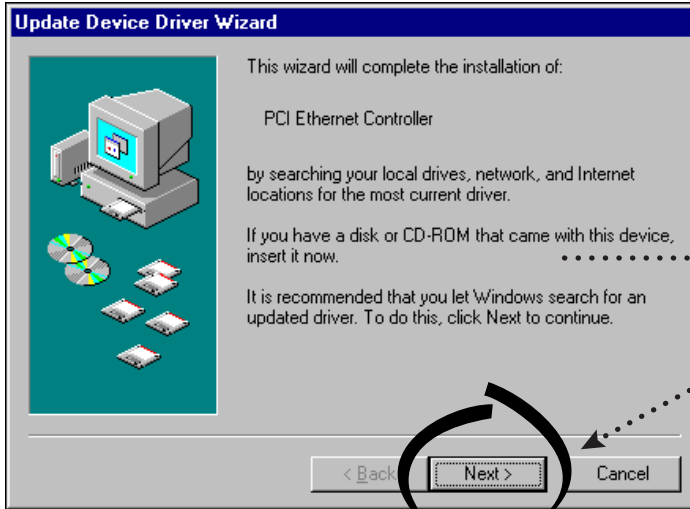 Update Device Driver Wizard
This wizard will complete the installation of:
PCI Ethernet Controller
by searching your local drives, network, and Internet
locations for the most current driver.
If you have a disk or CD-ROM that came with this device,
insert it now.
It is recommended that you let Windows search for an
updated driver. To do this, click Next to continue.
< Back
Next >
Cancel